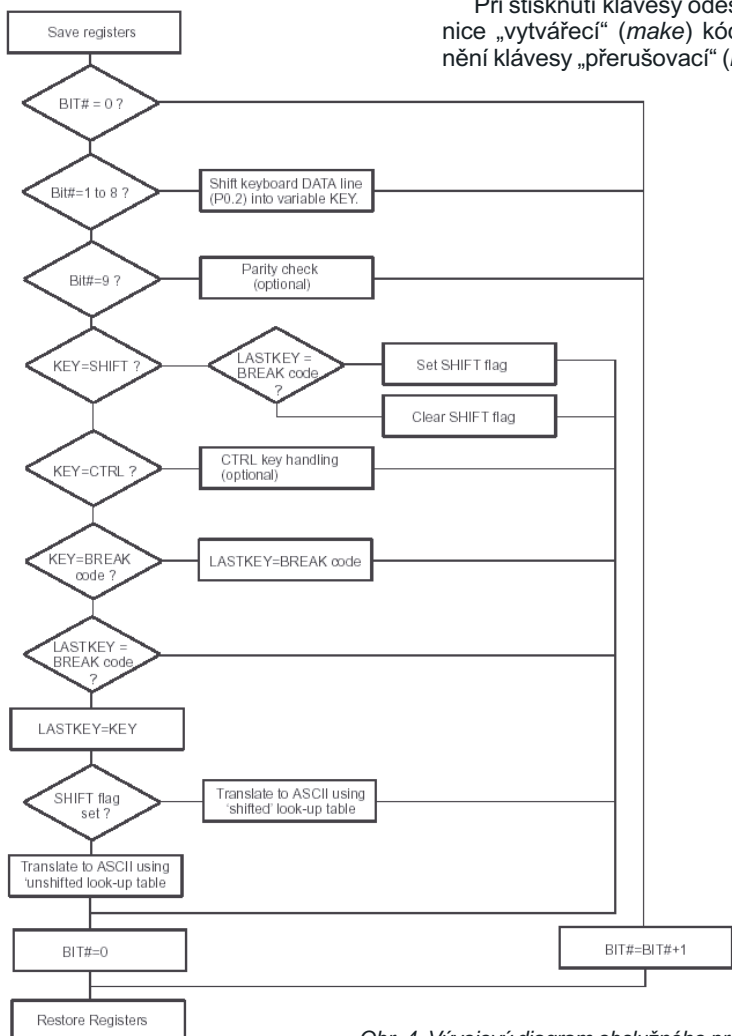 Při stisknutí klávesy
nice „vytvářecí“ (make)
nění klávesy „přerušovací“
Save registers
BIT# = 0 ?
Bit#=1 to 8 ?
Shift keyboard DATA line
(P0.2) into variable KEY.
Bit#=9 ?
Parity check
(optional)
KEY=SHIFT ?
LASTKEY =
BREAK code
?
Set SHIFT flag
Clear SHIFT flag
KEY=CTRL ?
CTRL key handling
(optional)
KEY=BREAK
code ?
LASTKEY=BREAK code
LASTKEY =
BREAK code
?
LASTKEY=KEY
SHIFT flag
set ?
Translate to ASCII using
'shifted' look-up table
Translate to ASCII using
'unshifted look-up table
BIT#=0
BIT#=BIT#+1
Restore Registers
Obr. 4. Vývojový diagram obslužného